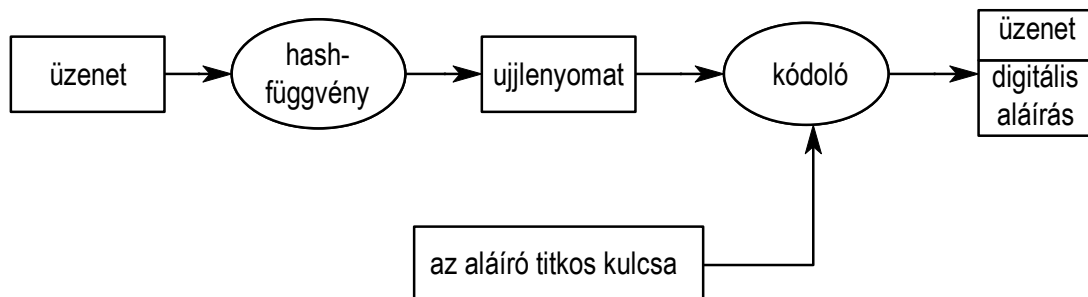 üzenet
hash-
függvény
ujjlenyomat
kódoló
üzenet
digitális
aláírás
az aláíró titkos kulcsa